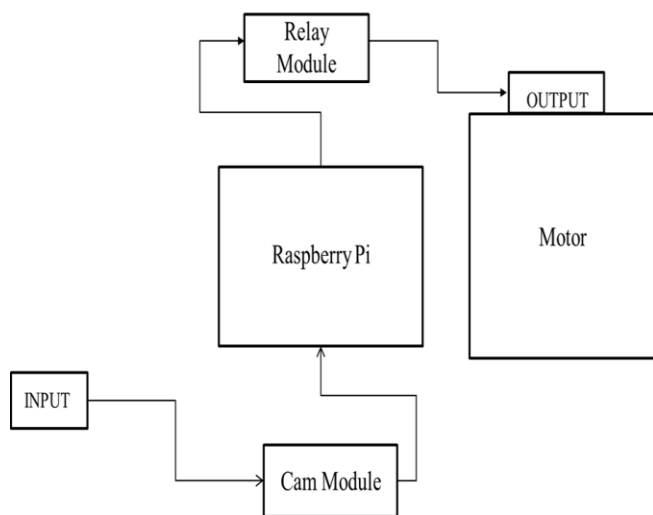 Relay
Module
OUTPUT
Raspberry Pi
Motor
INPUT
Cam Module